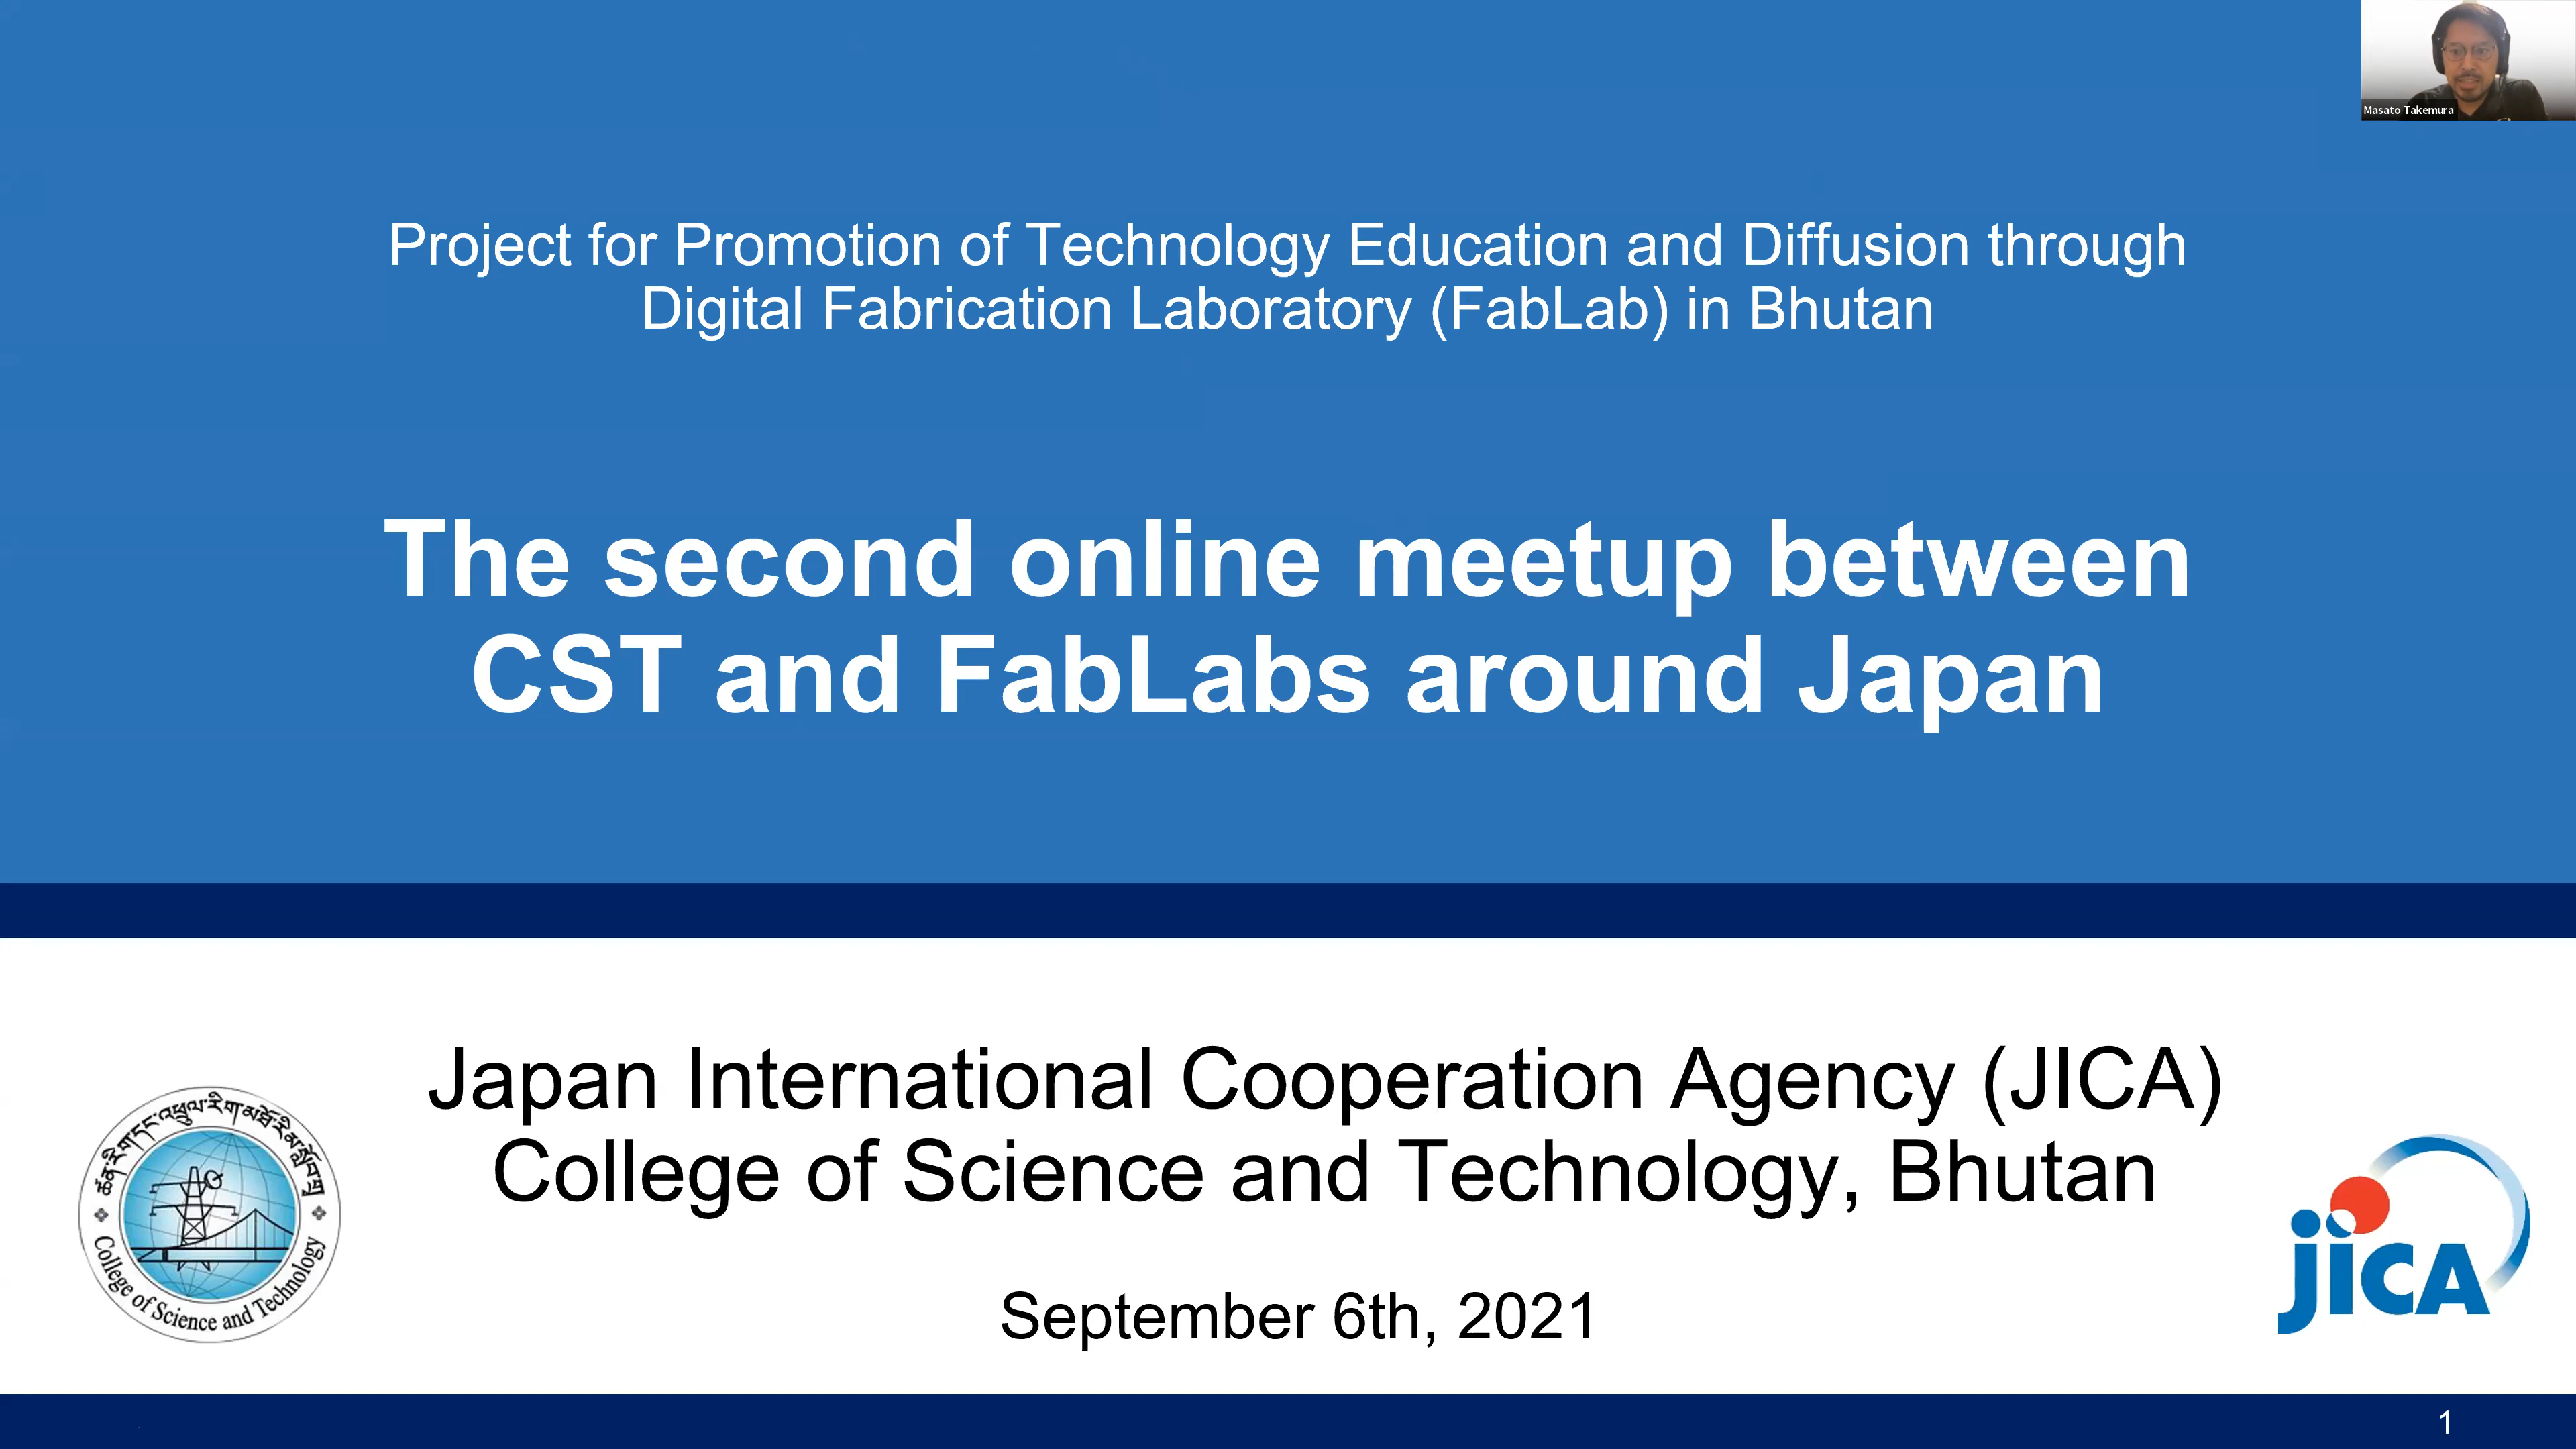 Masato Takemura
Project for Promotion of Technology Education and Diffusion through
Digital Fabrication Laboratory (FabLab) in Bhutan
The second online meetup between
CST and FabLabs around Japan
Japan International Cooperation Agency (JICA)
College of Science and Technology, Bhutan
September 6th, 2021
College of Science and Technology
jICA
1